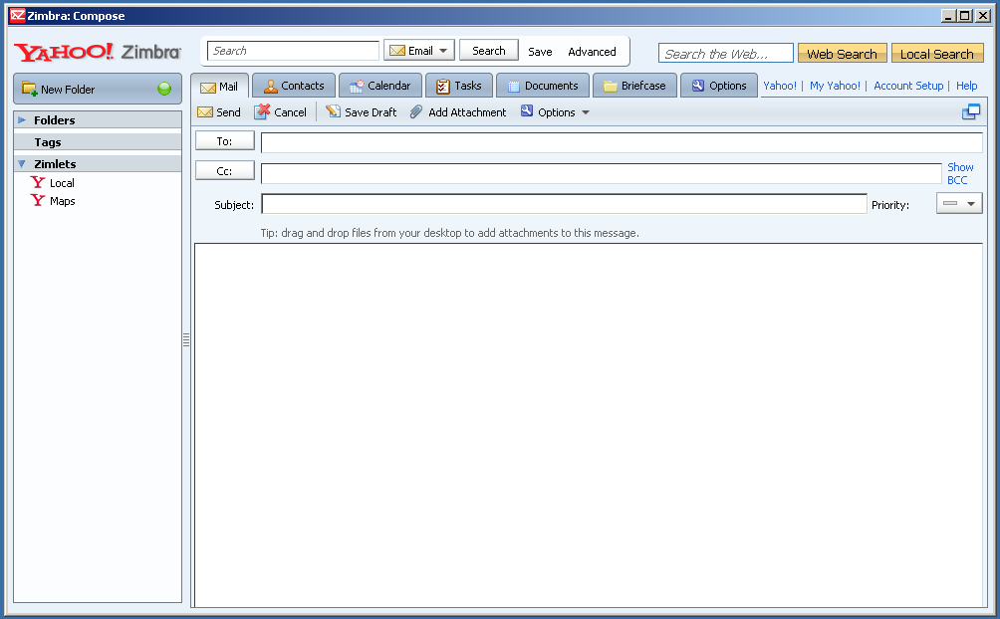 Zimbra: Compose
YAHOO! Zimbra
Search
Email
Search
Save
Advanced
Search the Web...
Web Search
Local Search
New Folder
Mail
Contacts
Calendar
Tasks
Documents
Briefcase
Options
Yahoo! | My Yahoo! | Account Setup | Help
Send
Cancel
Save Draft
Add Attachment
Options
Folders
Tags
Zimlets
Local
Maps
To:
Cc:
Show
BCC
Subject:
Priority:
Tip: drag and drop files from your desktop to add attachments to this message.